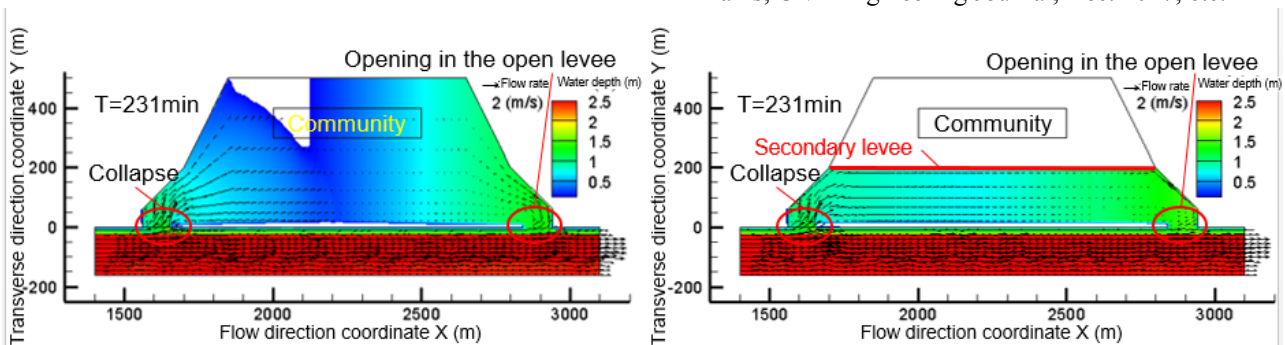 Opening in the open levee
Flow rate
2 (m/s)
Water depth (m)
2.5
2
1.5
1
0.5
T=231min
Community
Collapse
400
200
0
-200
1500
2000
2500
3000
Transverse direction coordinate Y (m)
Flow direction coordinate X (m)
Opening in the open levee
Flow rate
2 (m/s)
Water depth (m)
2.5
2
1.5
1
0.5
T=231min
Community
Secondary levee
Collapse
400
200
0
-200
1500
2000
2500
3000
Transverse direction coordinate Y (m)
Flow direction coordinate X (m)